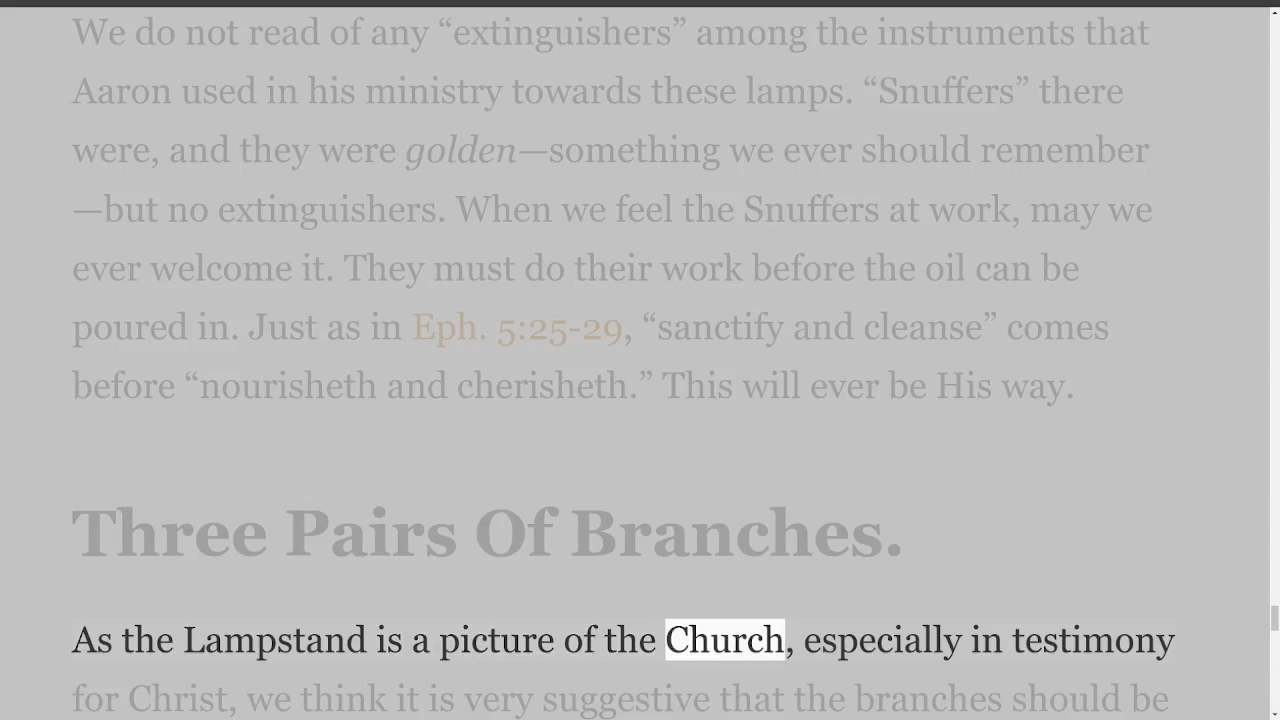 We do not read of any “extinguishers” among the instruments that
Aaron used in his ministry towards these lamps. “Snuffers” there
were, and they were golden—something we ever should remember
—but no extinguishers. When we feel the Snuffers at work, may we
ever welcome it. They must do their work before the oil can be
poured in. Just as in Eph. 5:25-29, “sanctify and cleanse” comes
before “nourisheth and cherisheth.” This will ever be His way.
Three Pairs Of Branches.
As the Lampstand is a picture of the Church, especially in testimony
for Christ, we think it is very suggestive that the branches should be